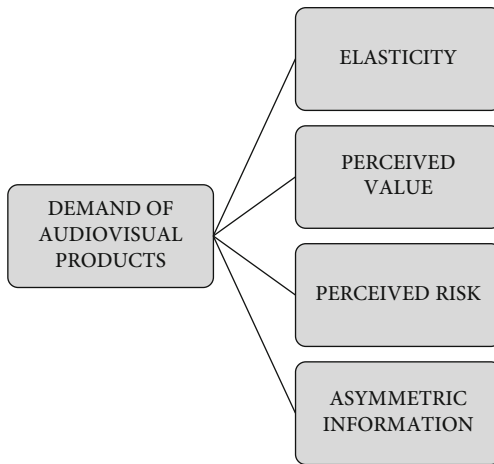 DEMAND OF
AUDIOVISUAL
PRODUCTS
ELASTICITY
PERCEIVED
VALUE
PERCEIVED RISK
ASYMMETRIC
INFORMATION